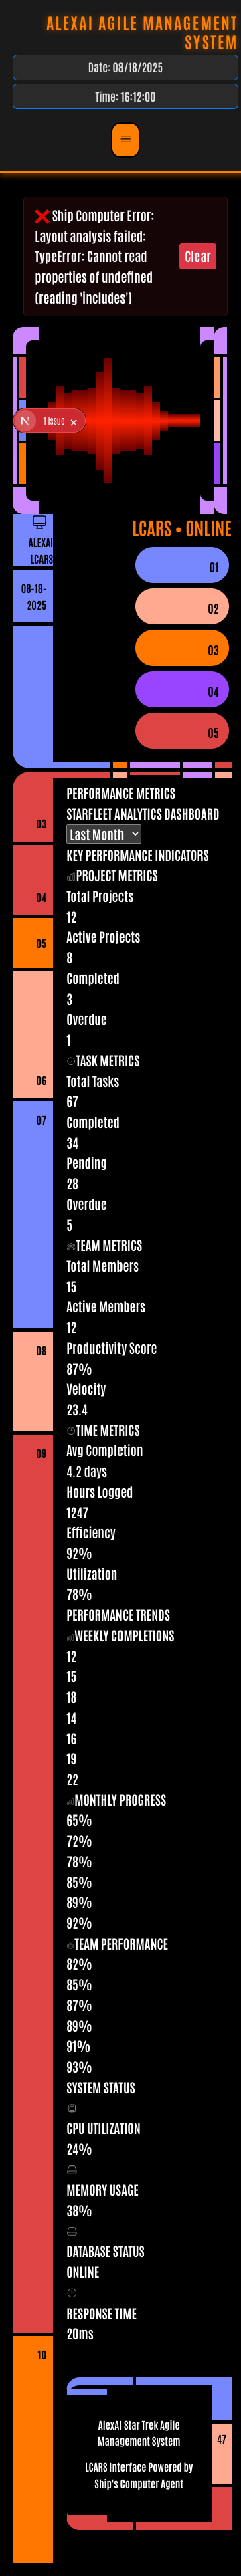 ALEXAI AGILE MANAGEMENT
SYSTEM
Date: 08/18/2025
Time: 16:12:00
❌ Ship Computer Error:
Layout analysis failed:
TypeError: Cannot read
properties of undefined
(reading 'includes')
Clear
N 1 Issue ×
ALEXAI
LCARS
08-18-
2025
LCARS • ONLINE
01
02
03
04
05
03
04
05
06
07
08
09
10
PERFORMANCE METRICS
STARFLEET ANALYTICS DASHBOARD
Last Month
KEY PERFORMANCE INDICATORS
PROJECT METRICS
Total Projects
12
Active Projects
8
Completed
3
Overdue
1
TASK METRICS
Total Tasks
67
Completed
34
Pending
28
Overdue
5
TEAM METRICS
Total Members
15
Active Members
12
Productivity Score
87%
Velocity
23.4
TIME METRICS
Avg Completion
4.2 days
Hours Logged
1247
Efficiency
92%
Utilization
78%
PERFORMANCE TRENDS
WEEKLY COMPLETIONS
12
15
18
14
16
19
22
MONTHLY PROGRESS
65%
72%
78%
85%
89%
92%
TEAM PERFORMANCE
82%
85%
87%
89%
91%
93%
SYSTEM STATUS
CPU UTILIZATION
24%
MEMORY USAGE
38%
DATABASE STATUS
ONLINE
RESPONSE TIME
20ms
AlexAI Star Trek Agile
Management System
LCARS Interface Powered by
Ship's Computer Agent
47